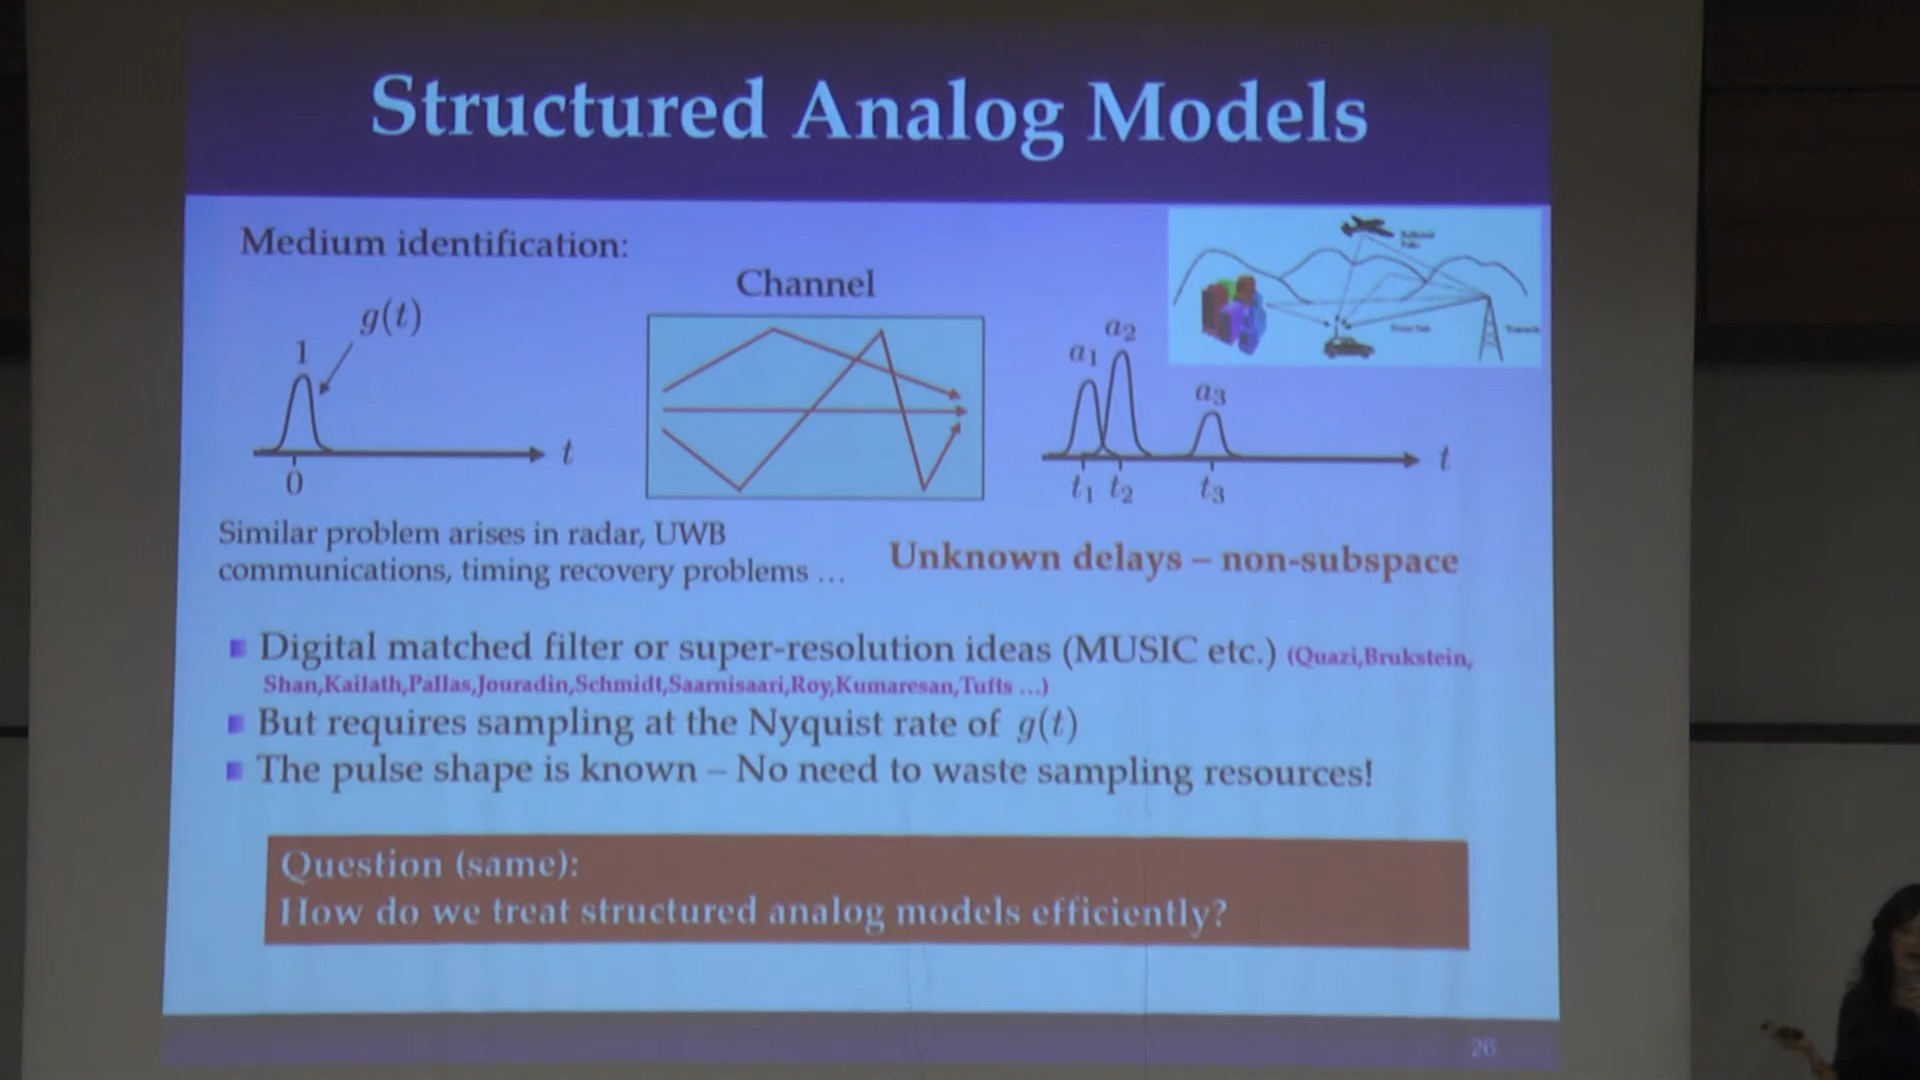 Structured Analog Models
Medium identification:
Channel
g(t)
1
t
0
a1
a2
a3
t
t1 t2 t3
Similar problem arises in radar, UWB
communications, timing recovery problems ...
Unknown delays – non-subspace
Digital matched filter or super-resolution ideas (MUSIC etc.) (Quazi,Brukstein,
Shan,Kailath,Pallas,Jouradin,Schmidt,Saarnisaari,Roy,Kumaresan,Tufts ...)
But requires sampling at the Nyquist rate of g(t)
The pulse shape is known – No need to waste sampling resources!
Question (same):
How do we treat structured analog models efficiently?
26